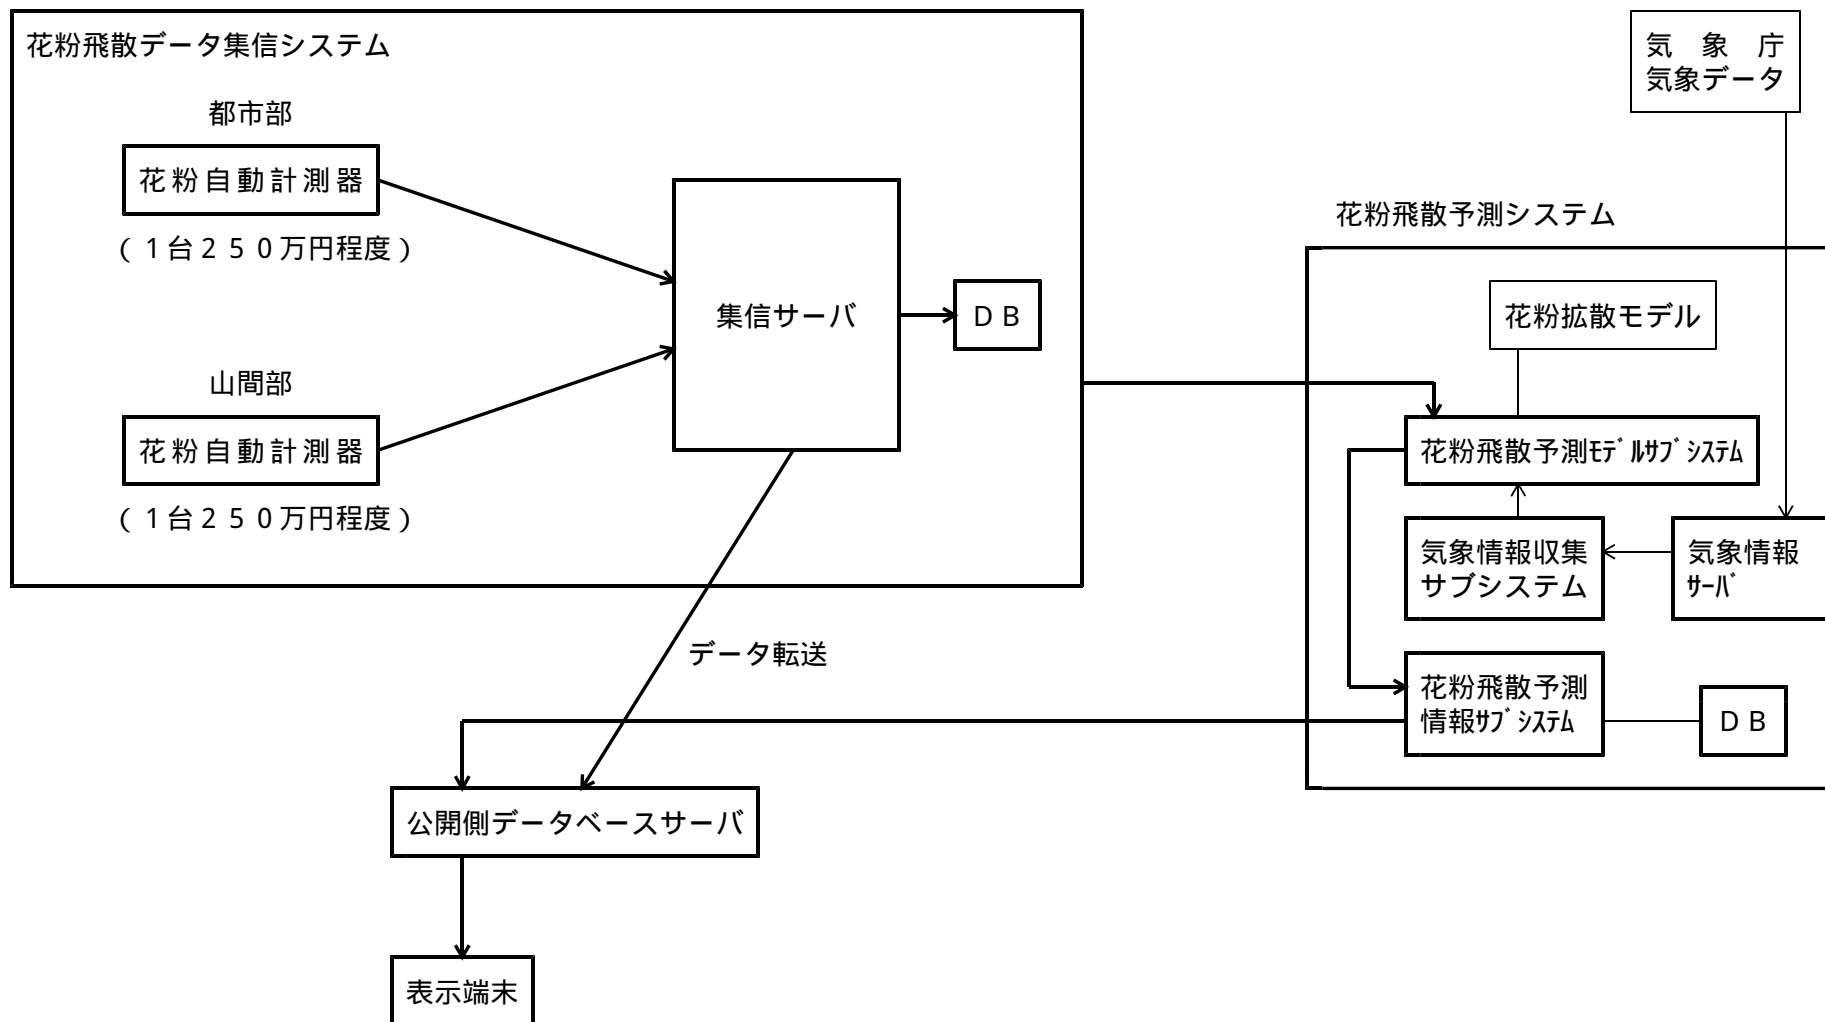 花粉飛散データ集信システム
都市部
花粉自動計測器
（１台２５０万円程度）
山間部
花粉自動計測器
（１台２５０万円程度）
集信サーバ
ＤＢ
データ転送
公開側データベースサーバ
表示端末
気　象　庁
気象データ
花粉飛散予測システム
花粉拡散モデル
花粉飛散予測ﾓﾃﾞﾙｻﾌﾞｼｽﾃﾑ
気象情報収集
サブシステム
気象情報
ｻｰﾊﾞ
花粉飛散予測
情報ｻﾌﾞｼｽﾃﾑ
ＤＢ